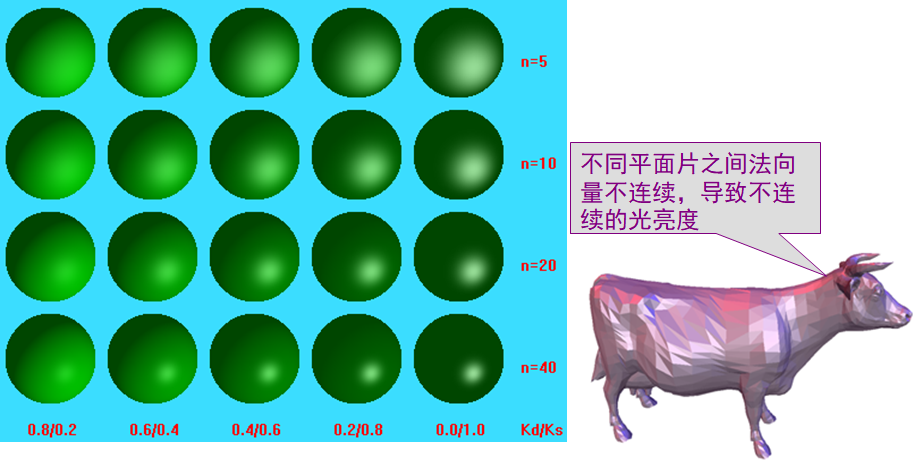 n=5
n=10
不同平面片之间法向
量不连续，导致不连
续的光亮度
n=20
n=40
0.8/0.2 0.6/0.4 0.4/0.6 0.2/0.8 0.0/1.0 Kd/Ks